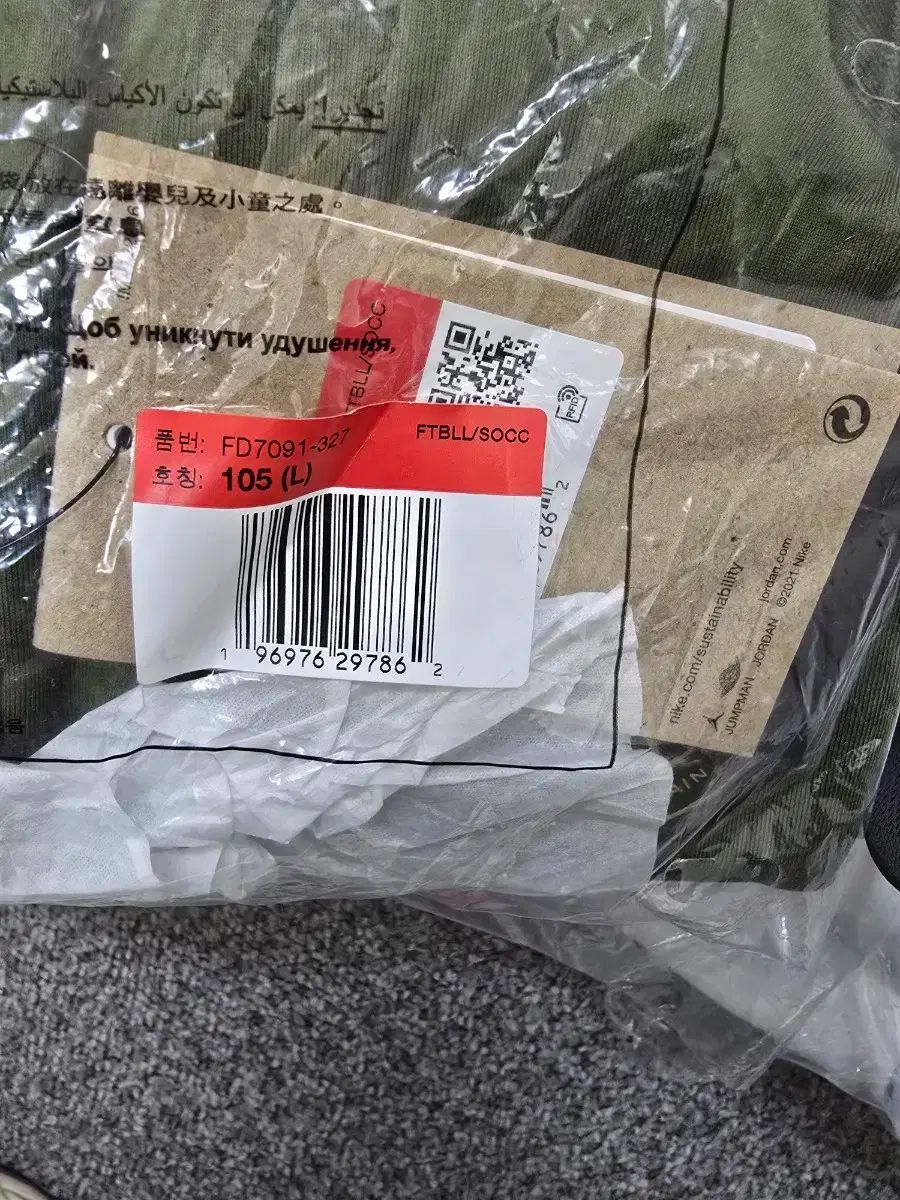 تحذير! يمكن أن تكون الأكياس البلاستيكية
袋放在遠離嬰兒及小童之處。
щоб уникнути удушення,
FTBLL/SOCC
RFID
품번: FD7091-327
FTBLL/SOCC
호칭: 105 (L)
1 96976 29786 2
786 2
nike.com/sustainability
JUMPMAN JORDAN
jordan.com
©2021 Nike